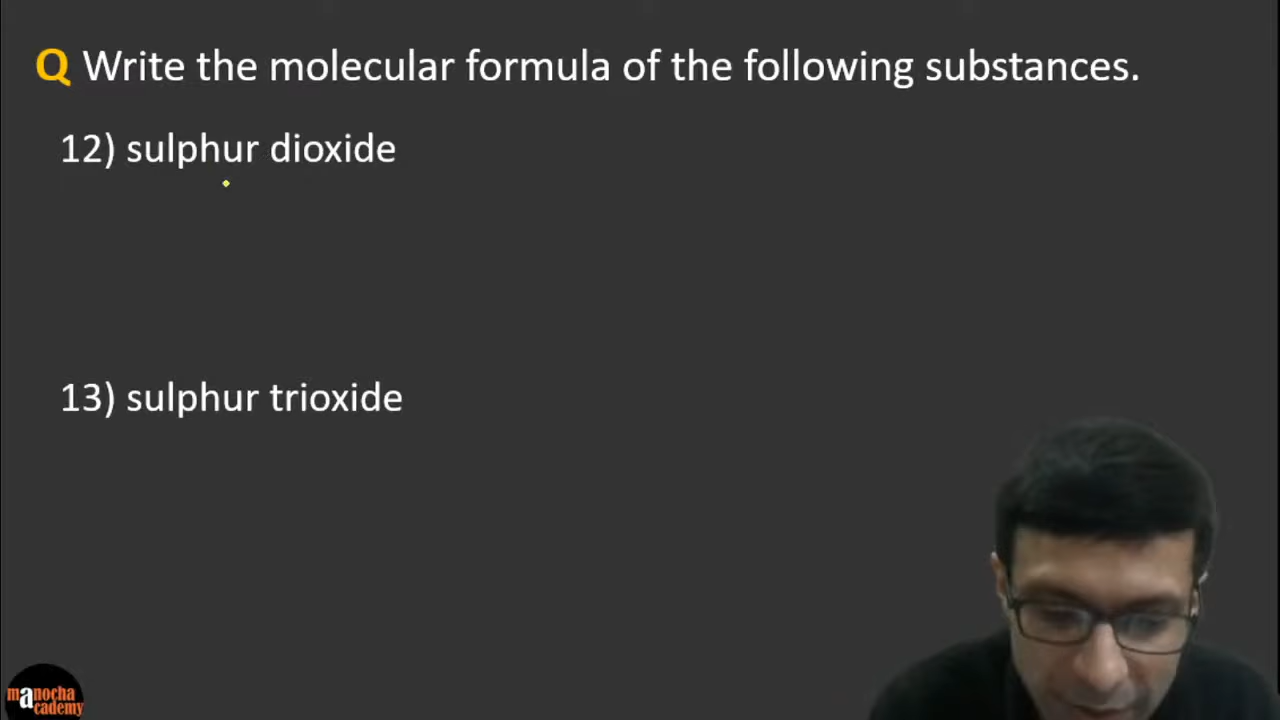 Q Write the molecular formula of the following substances.
12) sulphur dioxide
13) sulphur trioxide
manocha
academy